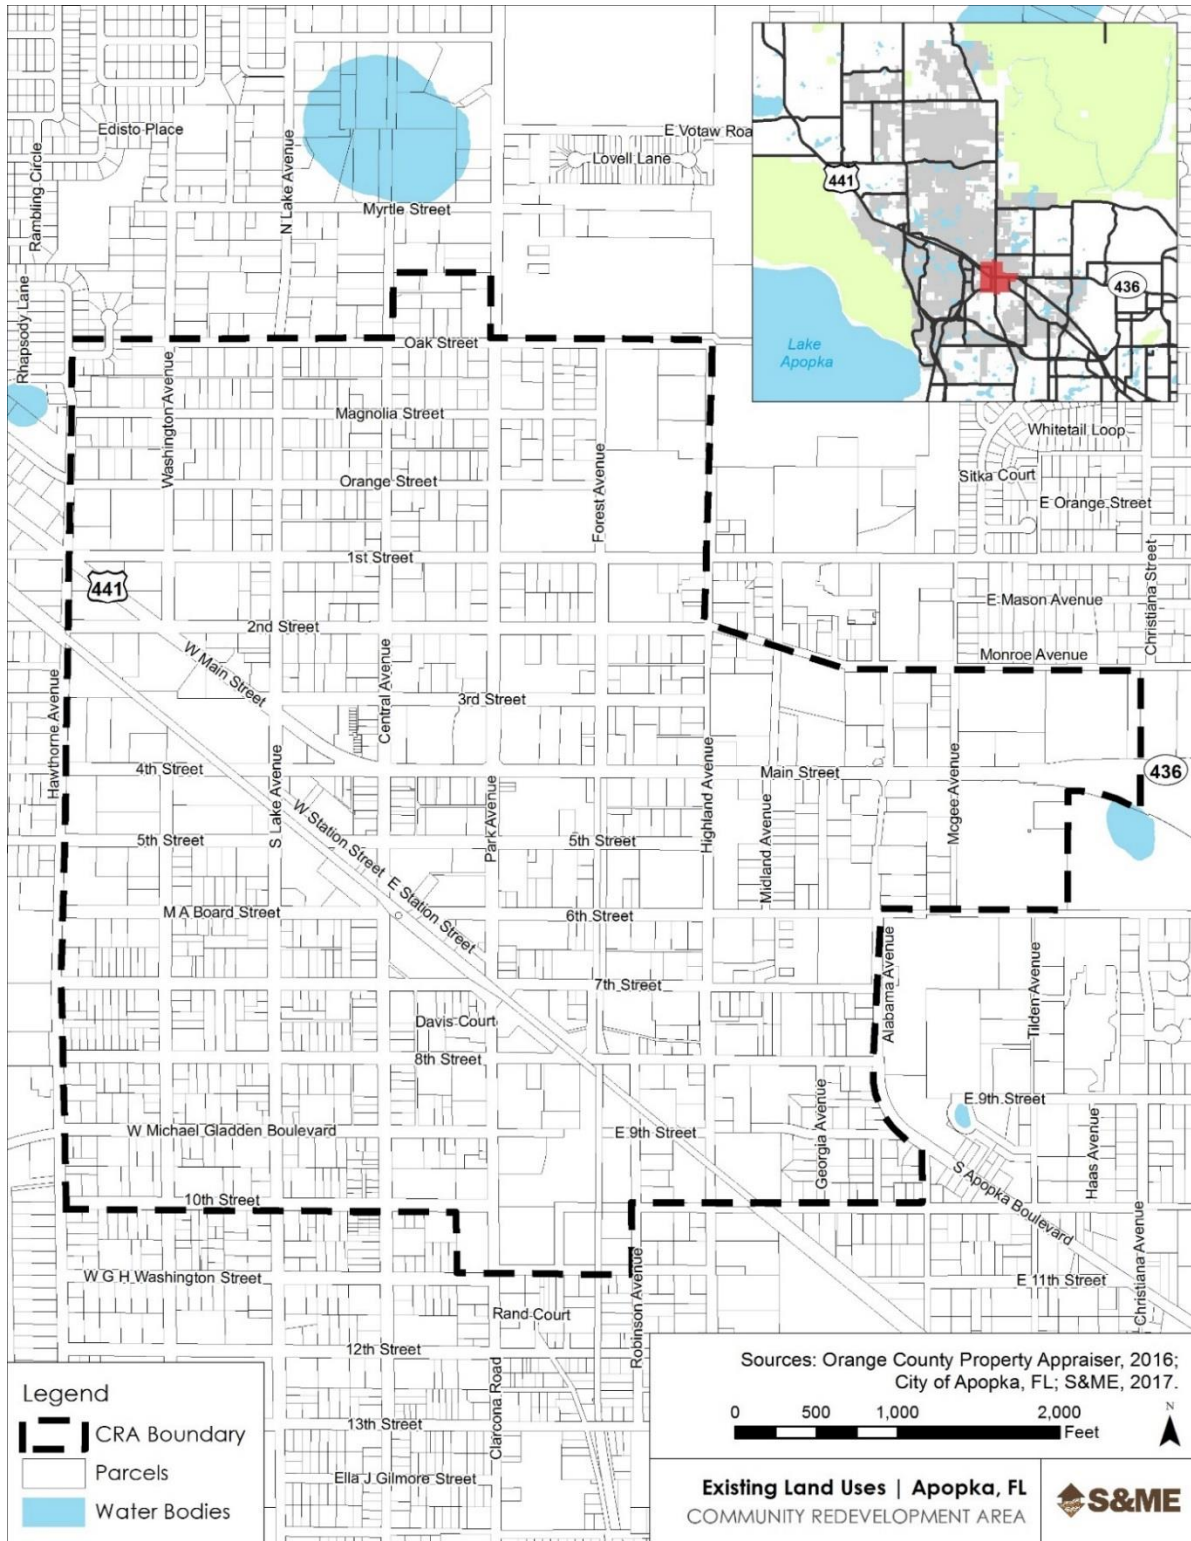 Edisto Place
E Votaw Roa
Lovell Lane
Rambling Circle
N Lake Avenue
Myrtle Street
441
436
Lake
Apopka
Rhapsody Lane
Oak Street
Washington Avenue
Magnolia Street
Whitetail Loop
Orange Street
Forest Avenue
Sitka Court
E Orange Street
1st Street
Christiana Street
441
E Mason Avenue
2nd Street
Monroe Avenue
W Main Street
Central Avenue
3rd Street
Hawthorne Avenue
4th Street
Main Street
436
S Lake Avenue
W Station Street
Park Avenue
Highland Avenue
Midland Avenue
Mcgee Avenue
5th Street
5th Street
E Station Street
M A Board Street
6th Street
7th Street
Alabama Avenue
Tilden Avenue
Davis Court
8th Street
Georgia Avenue
E 9th Street
W Michael Gladden Boulevard
E 9th Street
Haas Avenue
10th Street
S Apopka Boulevard
W G H Washington Street
Robinson Avenue
E 11th Street
Christiana Avenue
Rand Court
12th Street
Clarcona Road
13th Street
Ella J Gilmore Street
Legend
CRA Boundary
Parcels
Water Bodies
Sources: Orange County Property Appraiser, 2016;
City of Apopka, FL; S&ME, 2017.
0 500 1,000 2,000
Feet
N
Existing Land Uses | Apopka, FL
COMMUNITY REDEVELOPMENT AREA
S&ME